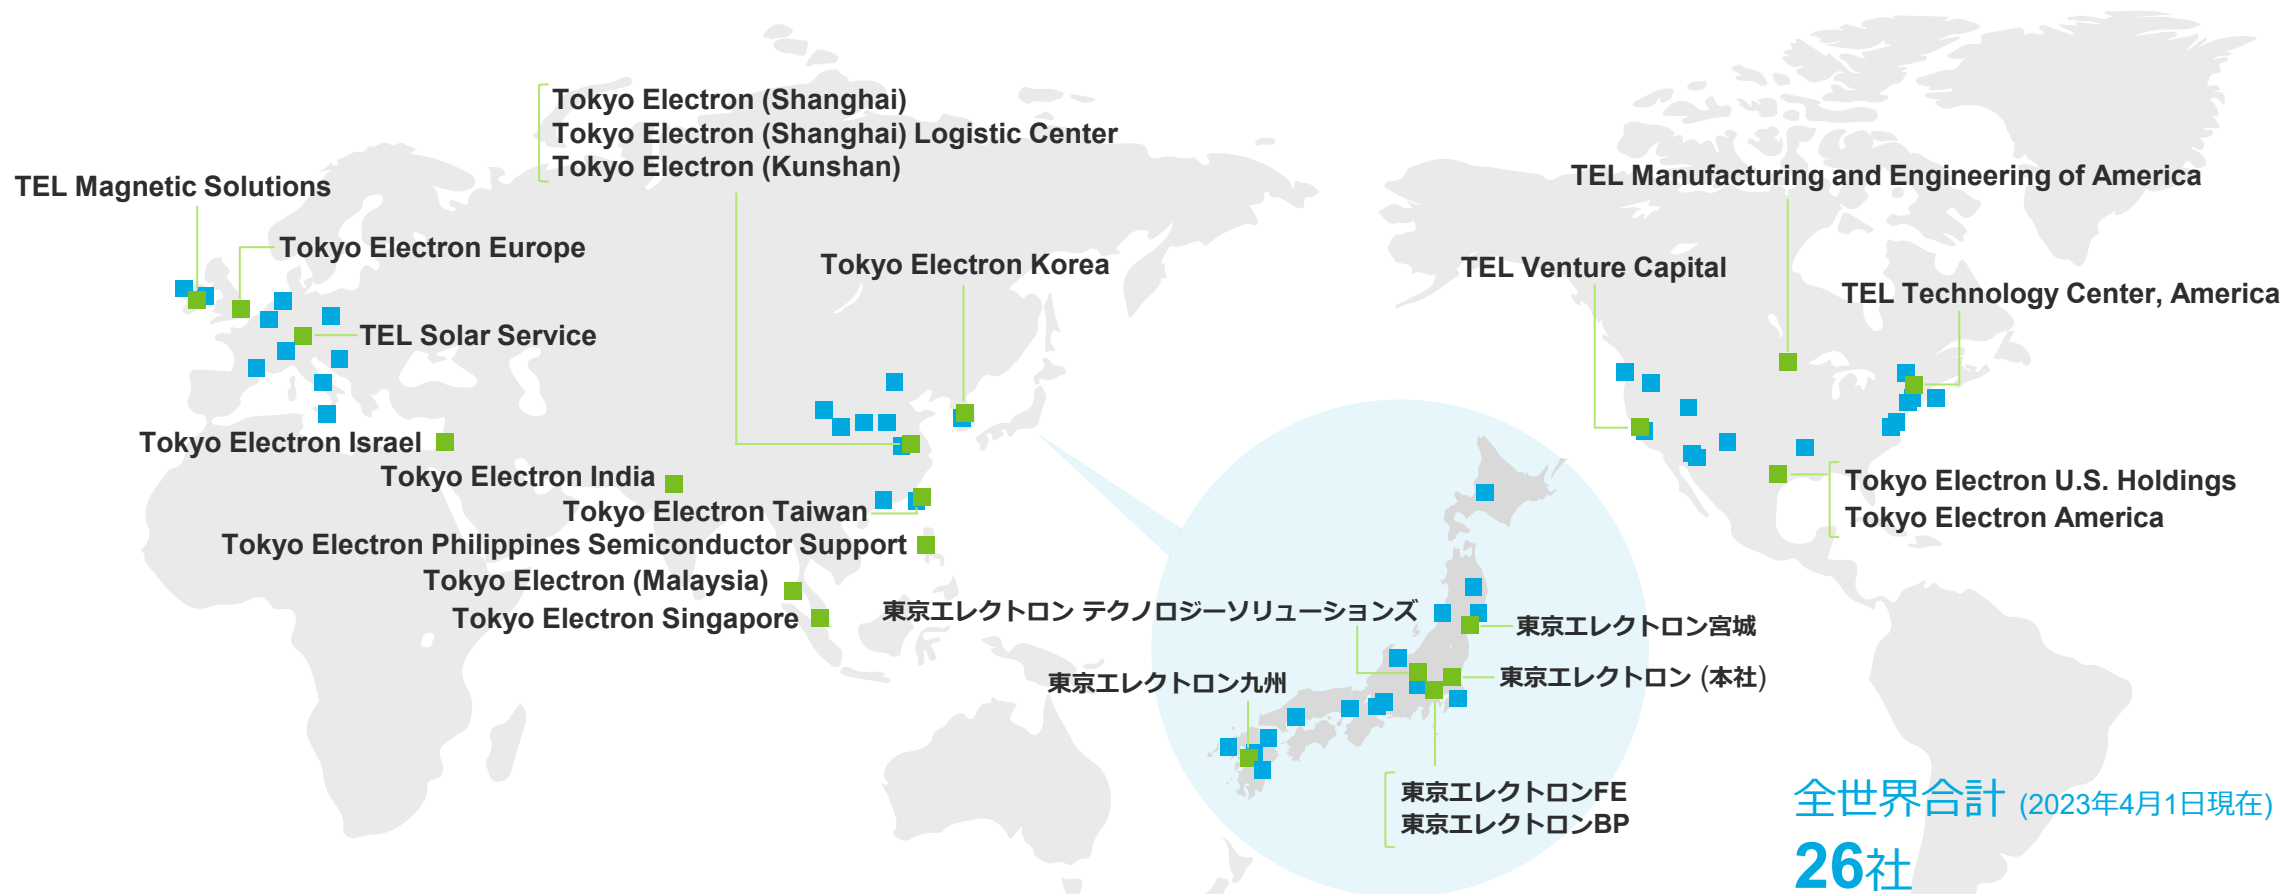 Tokyo Electron (Shanghai)
Tokyo Electron (Shanghai) Logistic Center
Tokyo Electron (Kunshan)
TEL Magnetic Solutions
Tokyo Electron Europe
Tokyo Electron Korea
TEL Solar Service
Tokyo Electron Israel
Tokyo Electron India
Tokyo Electron Taiwan
Tokyo Electron Philippines Semiconductor Support
Tokyo Electron (Malaysia)
Tokyo Electron Singapore
TEL Manufacturing and Engineering of America
TEL Venture Capital
TEL Technology Center, America
Tokyo Electron U.S. Holdings
Tokyo Electron America
東京エレクトロン テクノロジーソリューションズ
東京エレクトロン宮城
東京エレクトロン (本社)
東京エレクトロン九州
東京エレクトロンFE
東京エレクトロンBP
全世界合計 (2023年4月1日現在)
26社